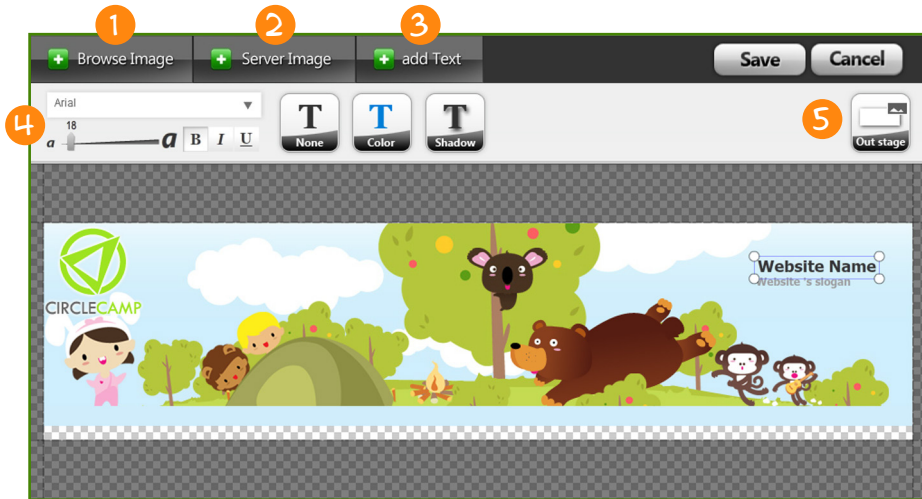 1 2 3
Browse Image Server Image add Text Save Cancel
4
Arial
18
a a B I U
T None
T Color
T Shadow
5
Out stage
CIRCLECAMP
Website Name
Website 's slogan